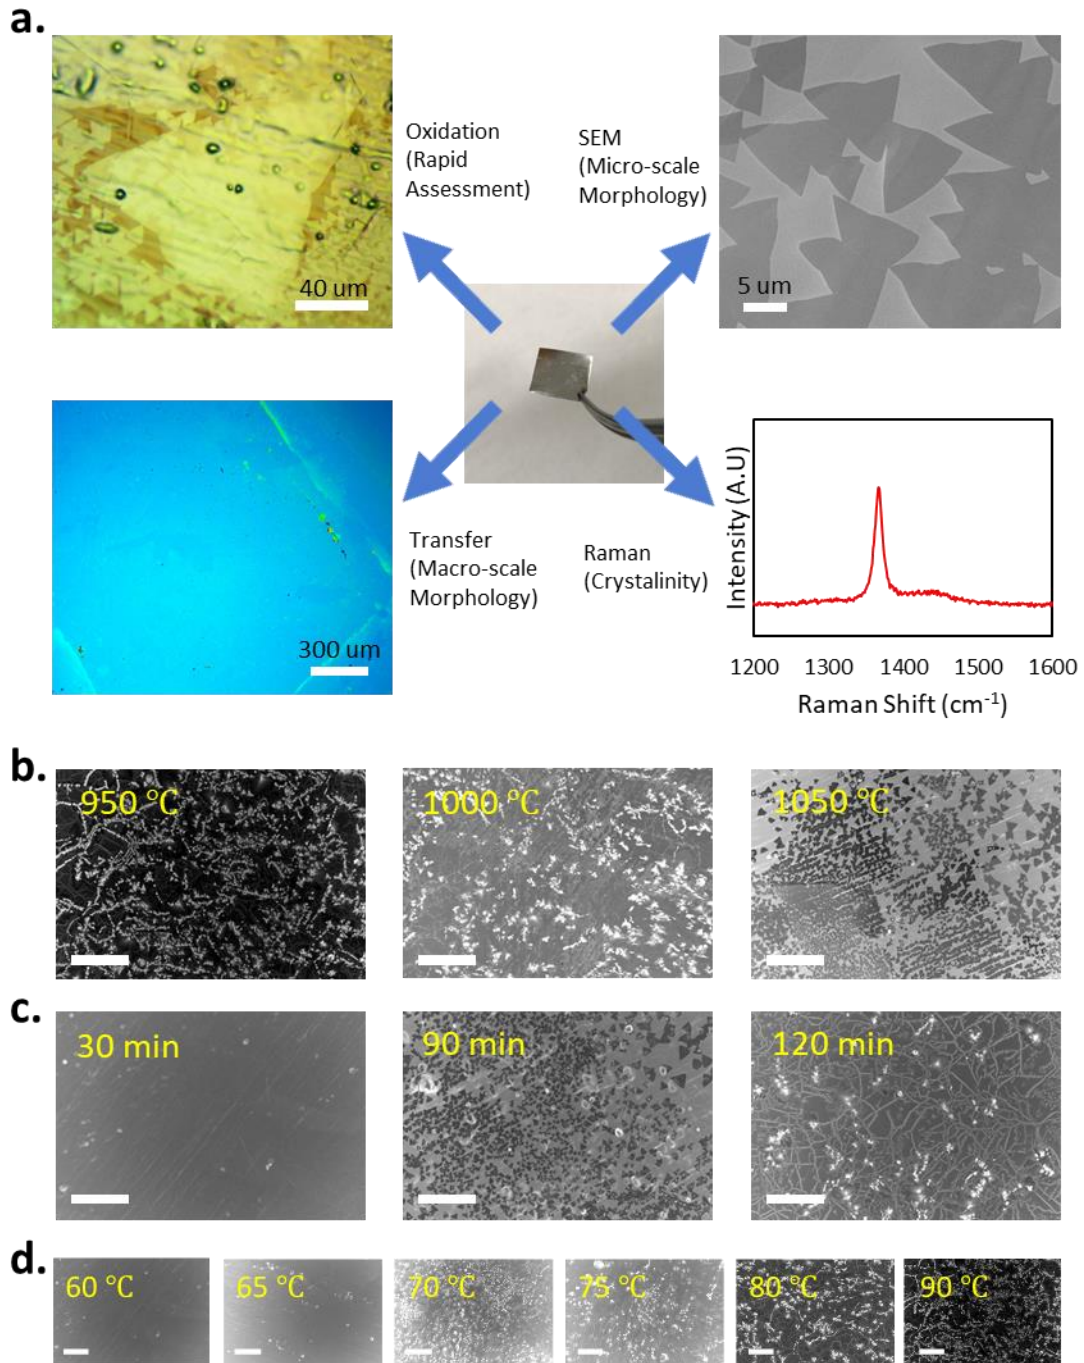 a.
Oxidation
(Rapid
Assessment)
SEM
(Micro-scale
Morphology)
40 um
5 um
Transfer
(Macro-scale
Morphology)
Raman
(Crystalinity)
300 um
Intensity (A.U)
1200 1300 1400 1500 1600
Raman Shift (cm⁻¹)
b.
950 °C
1000 °C
1050 °C
c.
30 min
90 min
120 min
d.
60 °C
65 °C
70 °C
75 °C
80 °C
90 °C